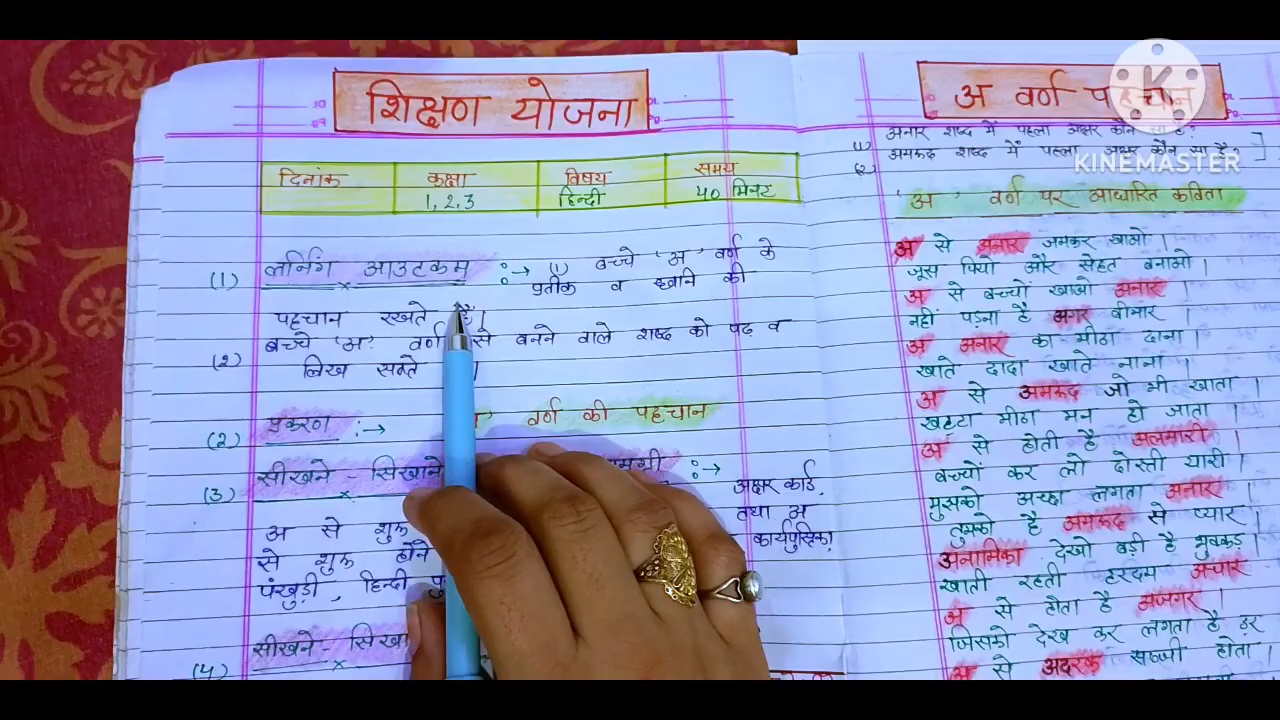 शिक्षण योजना
दिनांक कक्षा विषय समय
1, 2, 3 हिन्दी 40 मिनट
(1) लर्निंग आउटकम :→ (1) बच्चे 'अ' वर्ण के
प्रतीक व ध्वनि की
पहचान रखते हैं।
(2) बच्चे 'अ' वर्ण से बनने वाले शब्द को पढ़ व
लिख सकते ।
(2) प्रकरण :→ वर्ण की पहचान
(3) सीखने - सिखाने :→
अक्षर कार्ड,
तथा अ
कार्यपुस्तिका,
अ से शुरू
से शुरू होने
पंखुड़ी, हिन्दी
(4) सीखने - सिखा
अ वर्ण पहचान
(1) अनार शब्द में पहला अक्षर कौन सा है?
(2) अमरूद शब्द में पहला अक्षर कौन सा है?
'अ' वर्ण पर आधारित कविता
अ से अनार जमकर खाओ।
जूस पियो और सेहत बनाओ।
अ से बच्चों खाओ अनार।
नहीं पड़ना है अगर बीमार।
अ अनार का मीठा दाना।
खाते दादा खाते नाना।
अ से अमरूद जो भी खाता
खट्टा मीठा मन हो जाता।
अ से होती है अलमारी
बच्चों कर लो दोस्ती यारी।
मुझको अच्छा लगता अनार।
तुमको है अमरूद से प्यार।
अनामिका देखो बड़ी है भुक्कड़
खाती रहती हरदम अचार
अ से होता है अजगर।
जिसको देख कर लगता है डर
अ से अदरक सब्जी होता।
KINEMASTER